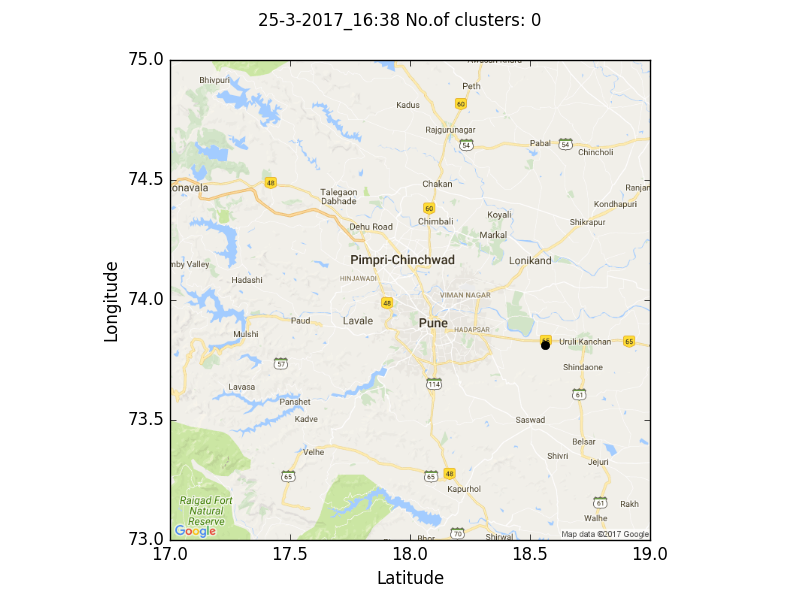 25-3-2017_16:38 No.of clusters: 0
75.0
74.5
74.0
73.5
73.0
17.0
17.5
18.0
18.5
19.0
Longitude
Latitude
Bhivpuri
Peth
Kadus
60
Rajgurunagar
54
Pabal
54
Chincholi
onavala
48
Talegaon
Dabhade
Chakan
Ranjan
Kondhapuri
60
Chimbali
Koyali
Shikrapur
Dehu Road
Markal
mby Valley
Pimpri-Chinchwad
Lonikand
Hadashi
HINJAWADI
VIMAN NAGAR
48
Mulshi
Paud
Lavale
Pune
HADAPSAR
Uruli Kanchan
65
57
Shindaone
Lavasa
114
61
Panshet
Kadve
Saswad
Velhe
Belsar
Shivri
Jejuri
65
65
48
Kapurhol
Raigad Fort
Natural
Reserve
61
Rakh
Walhe
Google
70
Shirwal
Bhor
Map data ©2017 Google